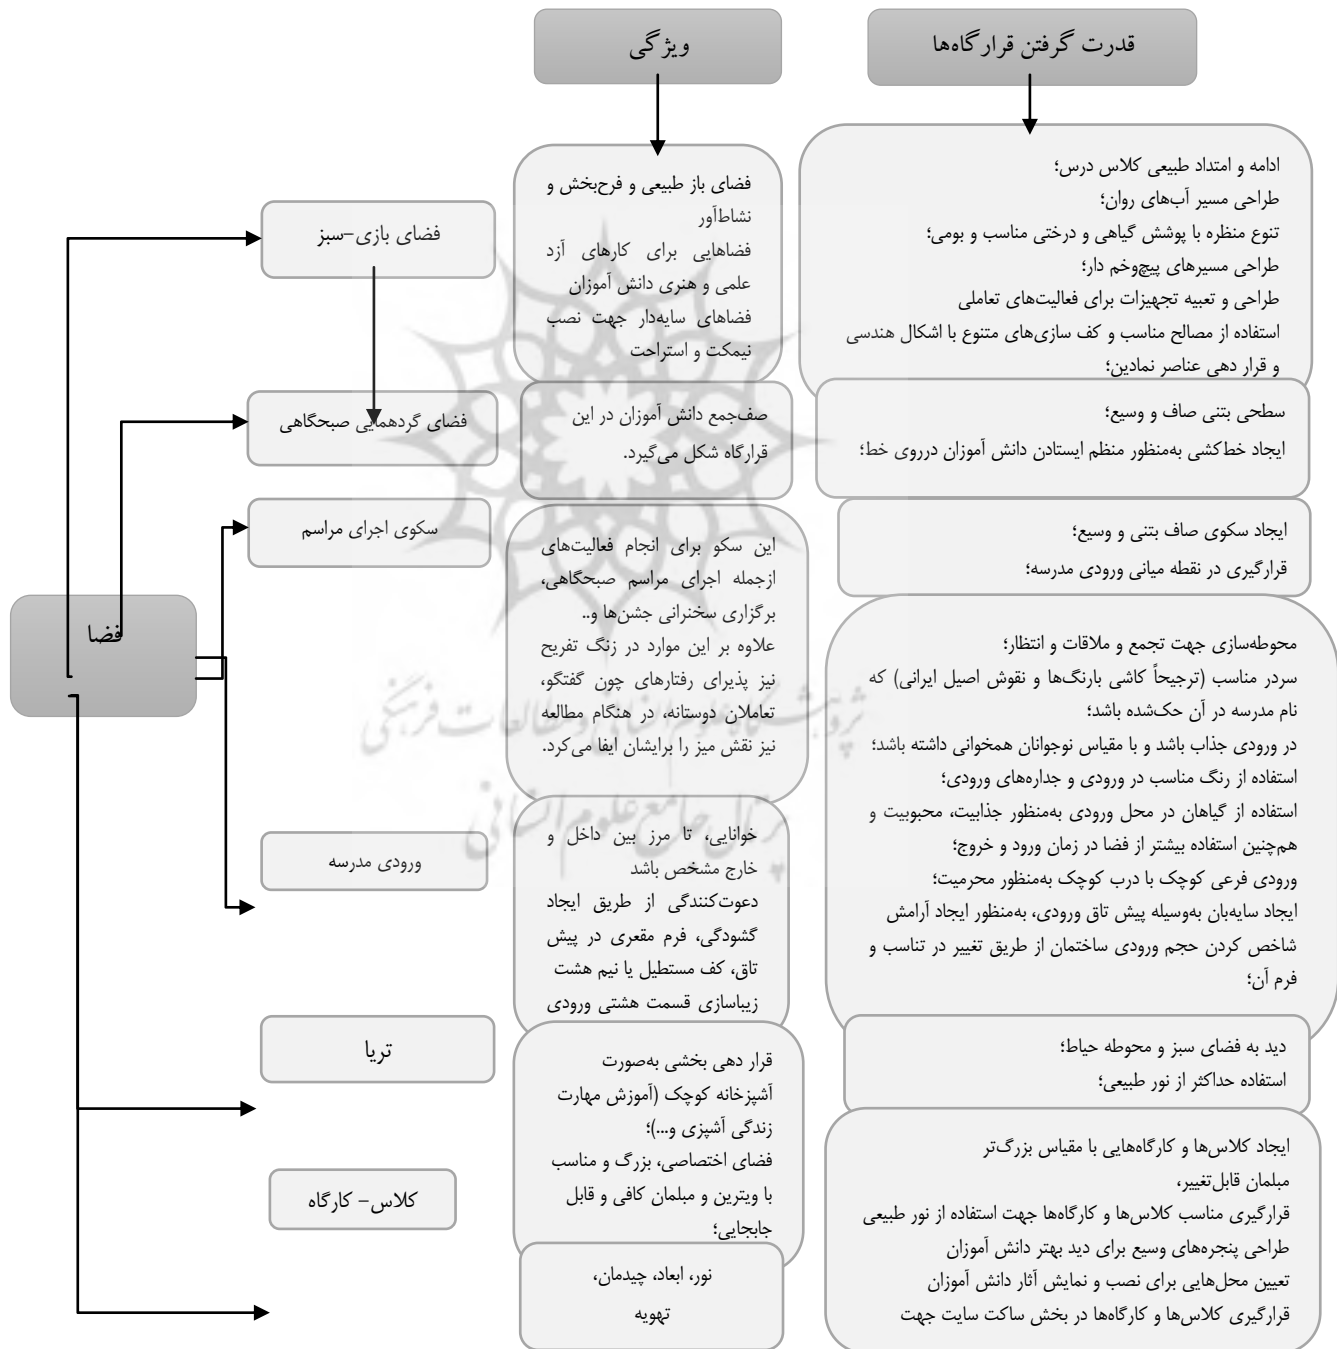 قدرت گرفتن قرارگاه‌ها
ویژگی
فضا
فضای بازی-سبز
فضای باز طبیعی و فرح‌بخش و
نشاط‌آور
فضاهایی برای کارهای آزد
علمی و هنری دانش آموزان
فضاهای سایه‌دار جهت نصب
نیمکت و استراحت
ادامه و امتداد طبیعی کلاس درس؛
طراحی مسیر آب‌های روان؛
تنوع منظره با پوشش گیاهی و درختی مناسب و بومی؛
طراحی مسیرهای پیچ‌وخم دار؛
طراحی و تعبیه تجهیزات برای فعالیت‌های تعاملی
استفاده از مصالح مناسب و کف سازی‌های متنوع با اشکال هندسی
و قرار دهی عناصر نمادین؛
فضای گردهمایی صبحگاهی
صف‌جمع دانش آموزان در این
قرارگاه شکل می‌گیرد.
سطحی بتنی صاف و وسیع؛
ایجاد خط‌کشی به‌منظور منظم ایستادن دانش آموزان درروی خط؛
سکوی اجرای مراسم
این سکو برای انجام فعالیت‌های
ازجمله اجرای مراسم صبحگاهی،
برگزاری سخنرانی جشن‌ها و..
علاوه بر این موارد در زنگ تفریح
نیز پذیرای رفتارهای چون گفتگو،
تعاملان دوستانه، در هنگام مطالعه
نیز نقش میز را برایشان ایفا می‌کرد.
ایجاد سکوی صاف بتنی و وسیع؛
قرارگیری در نقطه میانی ورودی مدرسه؛
ورودی مدرسه
خوانایی، تا مرز بین داخل و
خارج مشخص باشد
دعوت‌کنندگی از طریق ایجاد
گشودگی، فرم مقعری در پیش
تاق، کف مستطیل یا نیم هشت
زیباسازی قسمت هشتی ورودی
محوطه‌سازی جهت تجمع و ملاقات و انتظار؛
سردر مناسب (ترجیحاً کاشی بارنگ‌ها و نقوش اصیل ایرانی) که
نام مدرسه در آن حک‌شده باشد؛
در ورودی جذاب باشد و با مقیاس نوجوانان همخوانی داشته باشد؛
استفاده از رنگ مناسب در ورودی و جداره‌های ورودی؛
استفاده از گیاهان در محل ورودی به‌منظور جذابیت، محبوبیت و
هم‌چنین استفاده بیشتر از فضا در زمان ورود و خروج؛
ورودی فرعی کوچک با درب کوچک به‌منظور محرمیت؛
ایجاد سایه‌بان به‌وسیله پیش تاق ورودی، به‌منظور ایجاد آرامش
شاخص کردن حجم ورودی ساختمان از طریق تغییر در تناسب و
فرم آن؛
تریا
قرار دهی بخشی به‌صورت
آشپزخانه کوچک (آموزش مهارت
زندگی آشپزی و...)؛
فضای اختصاصی، بزرگ و مناسب
با ویترین و مبلمان کافی و قابل
جابجایی؛
دید به فضای سبز و محوطه حیاط؛
استفاده حداکثر از نور طبیعی؛
کلاس- کارگاه
نور، ابعاد، چیدمان،
تهویه
ایجاد کلاس‌ها و کارگاه‌هایی با مقیاس بزرگ‌تر
مبلمان قابل‌تغییر،
قرارگیری مناسب کلاس‌ها و کارگاه‌ها جهت استفاده از نور طبیعی
طراحی پنجره‌های وسیع برای دید بهتر دانش آموزان
تعیین محل‌هایی برای نصب و نمایش آثار دانش آموزان
قرارگیری کلاس‌ها و کارگاه‌ها در بخش ساکت سایت جهت
پژوهشگاه علوم انسانی و مطالعات فرهنگی
پرتال جامع علوم انسانی